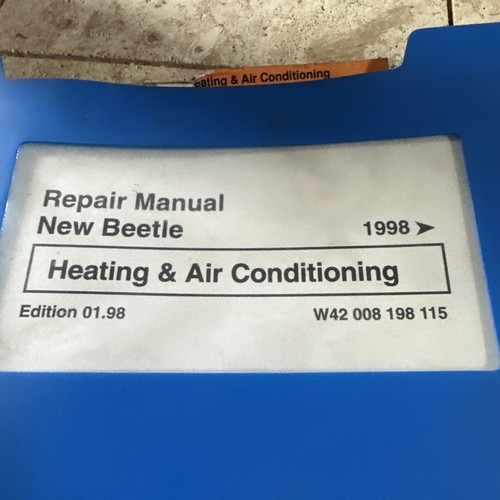 eating & Air Conditioning
Repair Manual
New Beetle 1998 ➤
Heating & Air Conditioning
Edition 01.98 W42 008 198 115